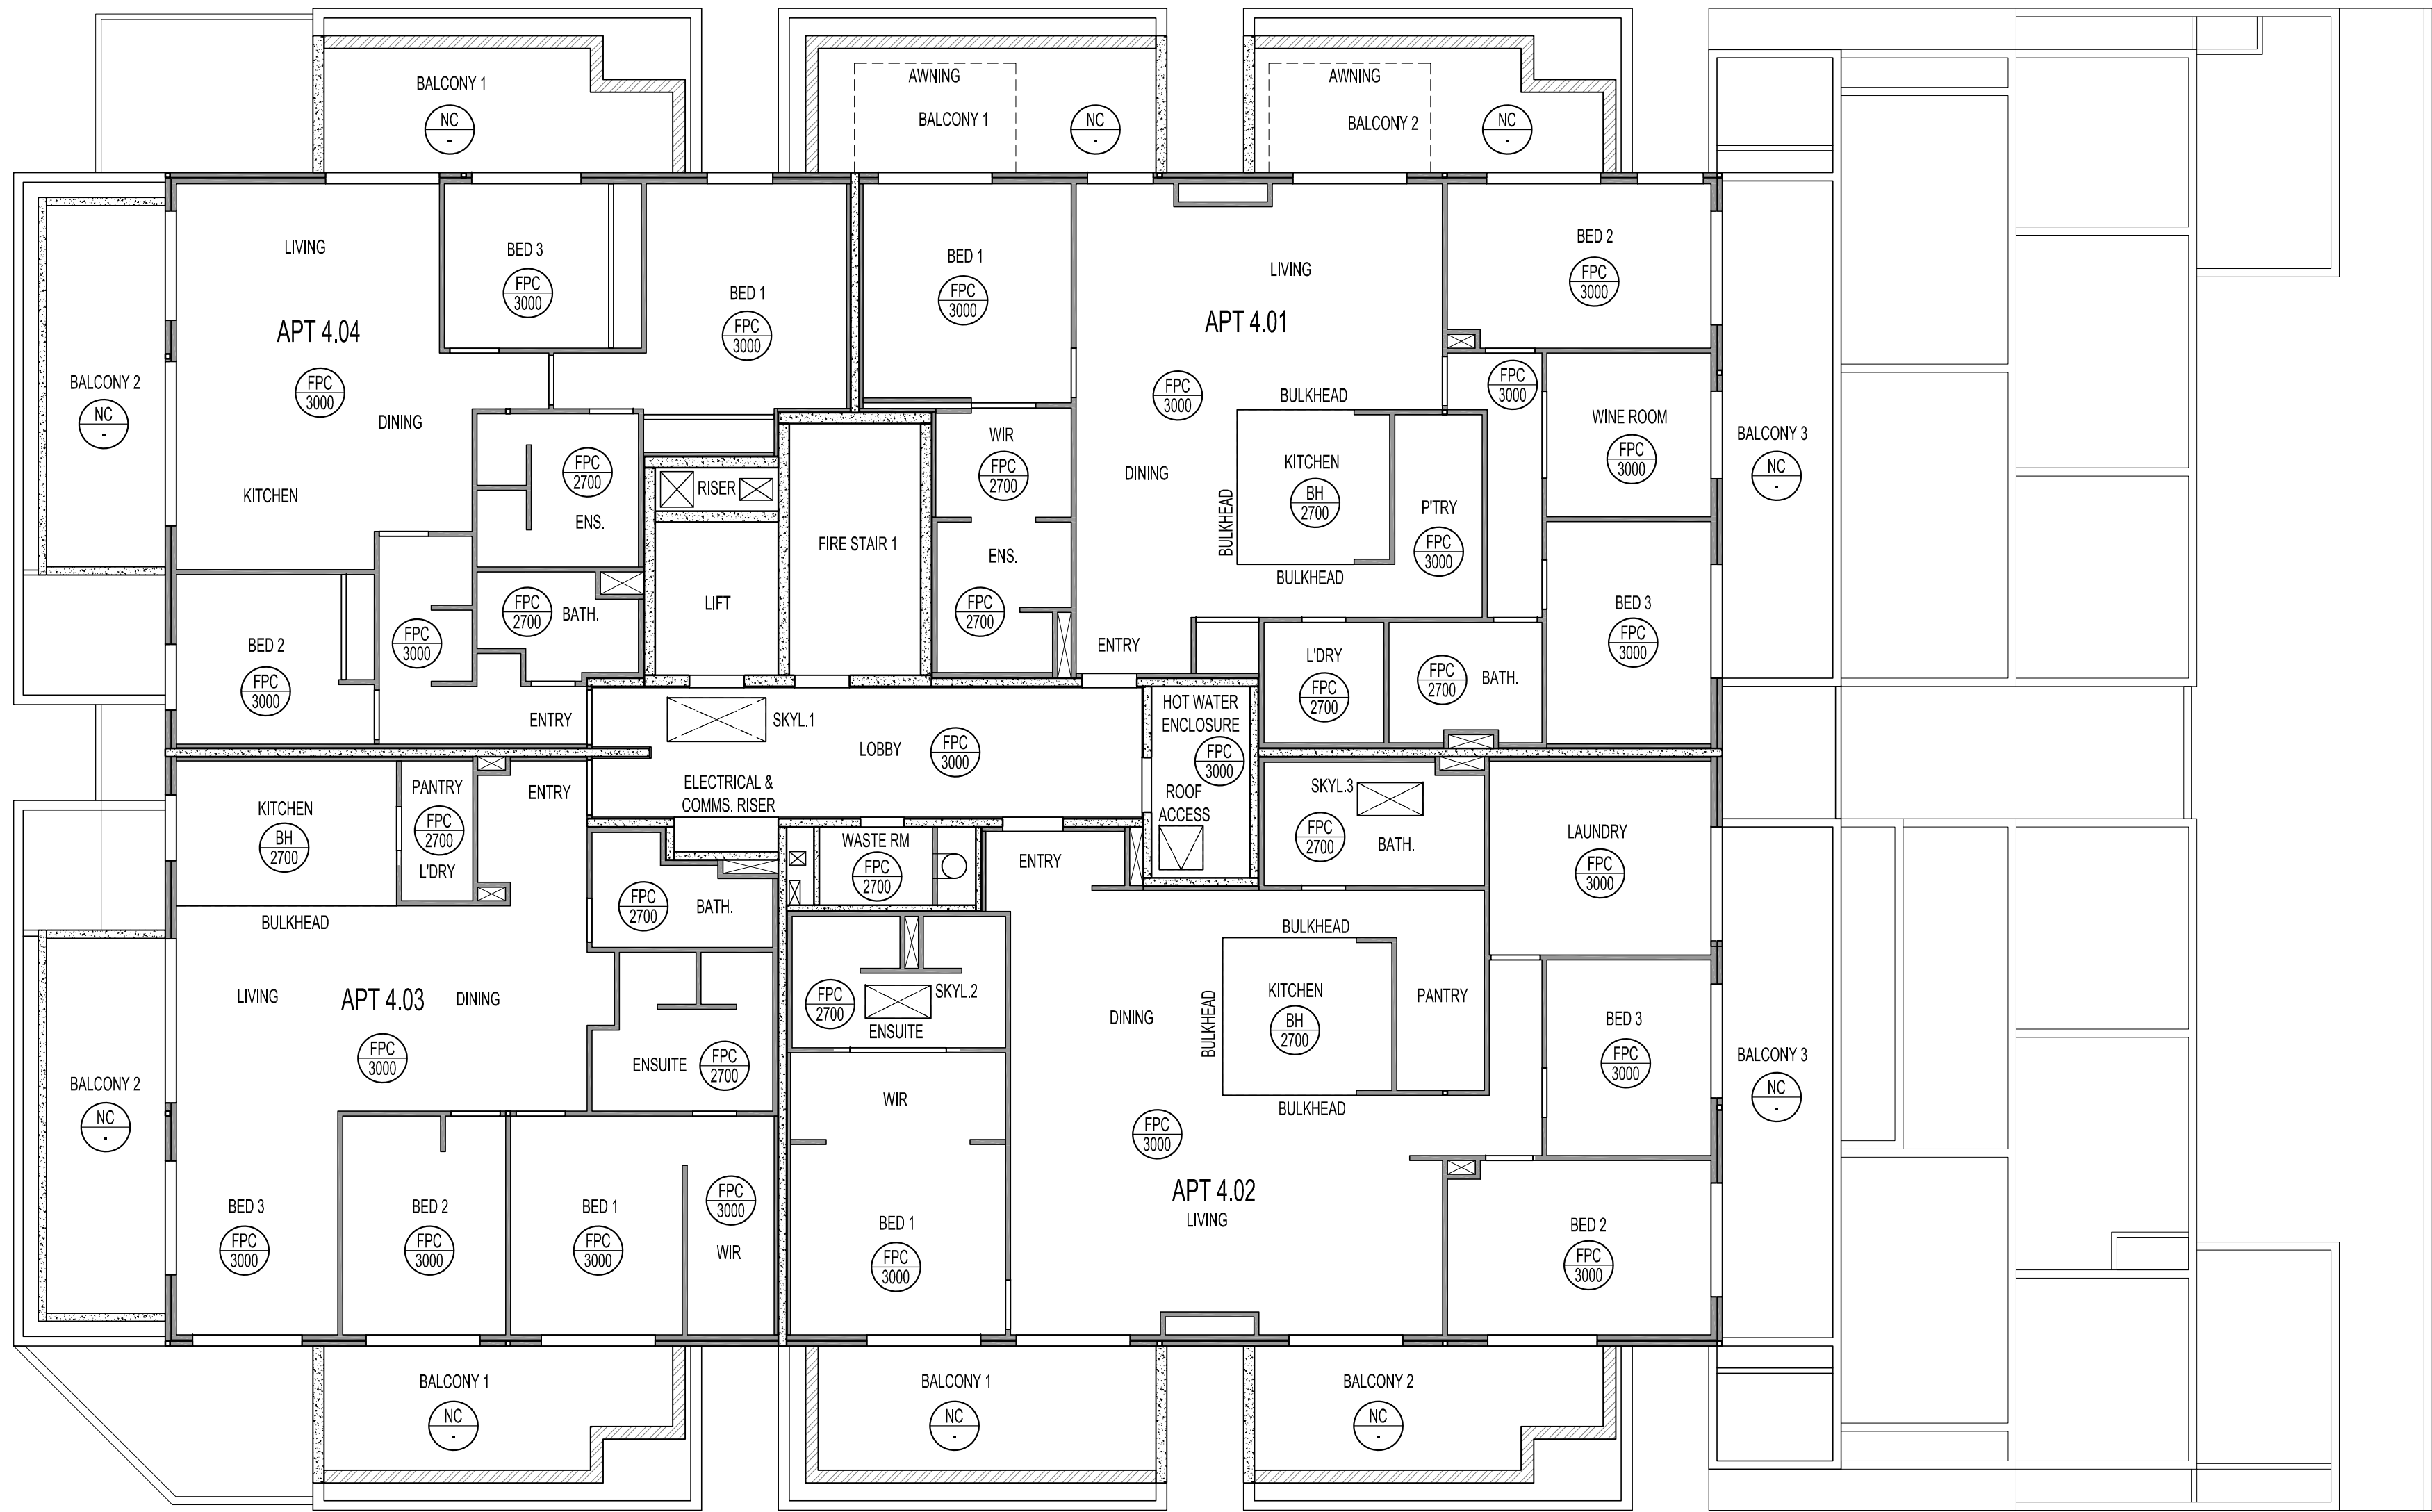 BALCONY 1
NC
-
AWNING
BALCONY 1
NC
-
AWNING
BALCONY 2
NC
-
LIVING
BED 3
FPC
3000
BED 1
FPC
3000
APT 4.04
FPC
3000
BALCONY 2
NC
-
DINING
KITCHEN
FPC
2700
ENS.
RISER
FPC
2700
BATH.
LIFT
FIRE STAIR 1
FPC
3000
BED 2
FPC
3000
ENTRY
BED 1
FPC
3000
LIVING
APT 4.01
FPC
3000
BED 2
FPC
3000
FPC
3000
WIR
FPC
2700
ENS.
FPC
2700
DINING
BULKHEAD
KITCHEN
BH
2700
BULKHEAD
BULKHEAD
P'TRY
FPC
3000
WINE ROOM
FPC
3000
BALCONY 3
NC
-
BED 3
FPC
3000
ENTRY
L'DRY
FPC
2700
FPC
2700
BATH.
SKYL.1
LOBBY
FPC
3000
HOT WATER
ENCLOSURE
FPC
3000
ROOF
ACCESS
ELECTRICAL &
COMMS. RISER
KITCHEN
BH
2700
PANTRY
FPC
2700
L'DRY
ENTRY
BULKHEAD
FPC
2700
BATH.
WASTE RM
FPC
2700
ENTRY
SKYL.3
FPC
2700
BATH.
LAUNDRY
FPC
3000
LIVING
APT 4.03
DINING
FPC
3000
BALCONY 2
NC
-
ENSUITE
FPC
2700
FPC
2700
SKYL.2
ENSUITE
WIR
DINING
BULKHEAD
KITCHEN
BH
2700
BULKHEAD
BULKHEAD
PANTRY
BED 3
FPC
3000
BALCONY 3
NC
-
FPC
3000
BED 3
FPC
3000
BED 2
FPC
3000
BED 1
FPC
3000
FPC
3000
WIR
BED 1
FPC
3000
APT 4.02
LIVING
BED 2
FPC
3000
BALCONY 1
NC
-
BALCONY 1
NC
-
BALCONY 2
NC
-